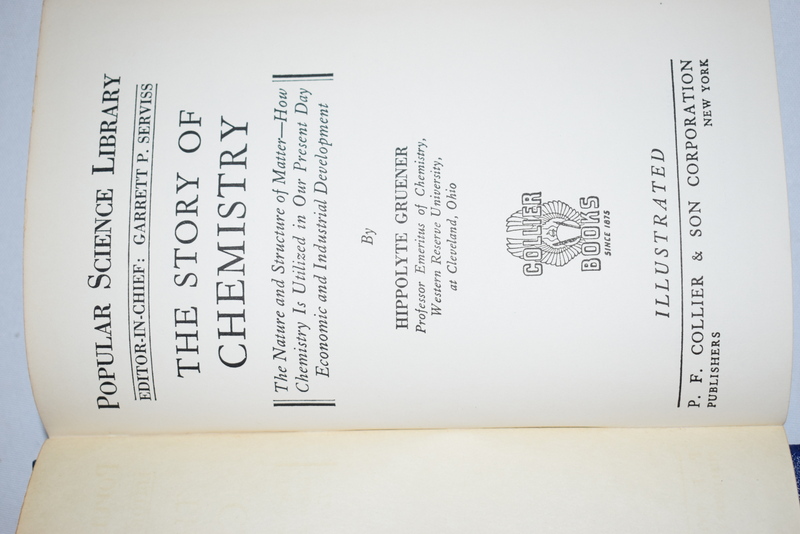 POPULAR SCIENCE LIBRARY
EDITOR-IN-CHIEF: GARRETT P. SERVISS
THE STORY OF
CHEMISTRY
The Nature and Structure of Matter—How
Chemistry Is Utilized in Our Present Day
Economic and Industrial Development
By
HIPPOLYTE GRUENER
Professor Emeritus of Chemistry,
Western Reserve University,
at Cleveland, Ohio
COLLIER
BOOKS
SINCE 1875
ILLUSTRATED
P. F. COLLIER & SON CORPORATION
PUBLISHERS NEW YORK